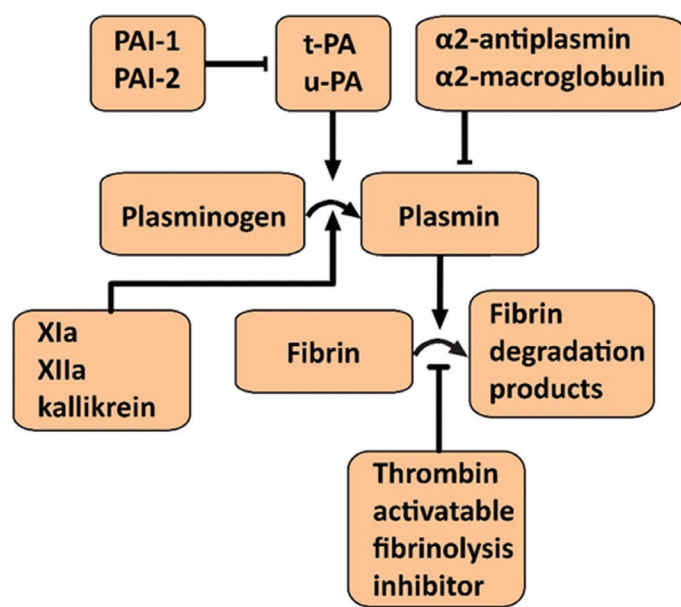 PAI-1
PAI-2
t-PA
u-PA
α2-antiplasmin
α2-macroglobulin
Plasminogen
Plasmin
XIa
XIIa
kallikrein
Fibrin
Fibrin
degradation
products
Thrombin
activatable
fibrinolysis
inhibitor